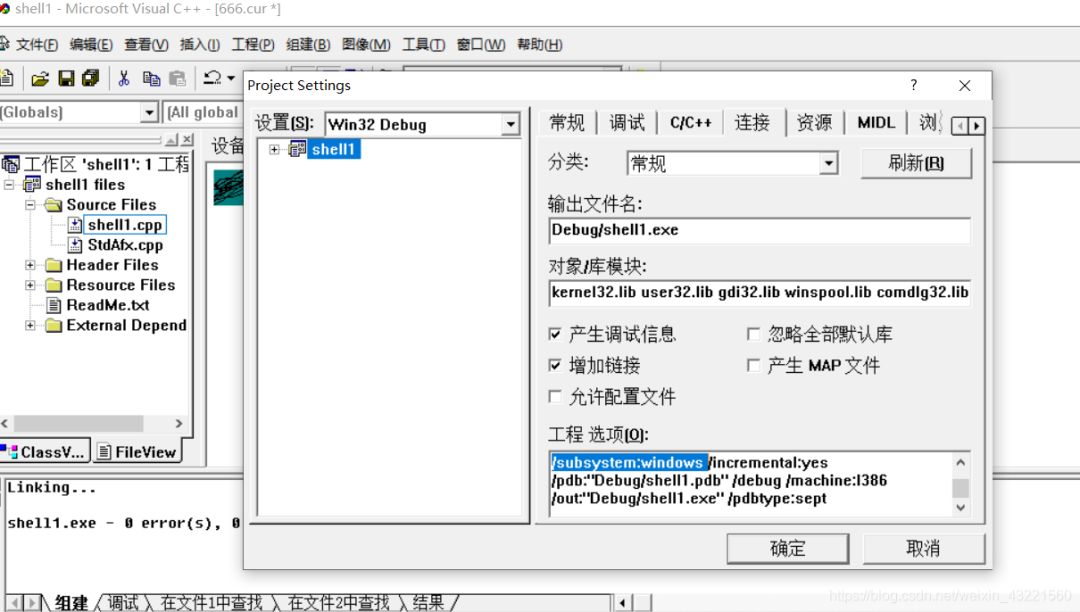 shell1 - Microsoft Visual C++ - [666.cur *]
文件(F) 编辑(E) 查看(V) 插入(I) 工程(P) 组建(B) 图像(M) 工具(T) 窗口(W) 帮助(H)
(Globals) [All global
工作区 'shell1': 1 工程
shell1 files
Source Files
shell1.cpp
StdAfx.cpp
Header Files
Resource Files
ReadMe.txt
External Depend
ClassV... FileView
设备
Project Settings ?
设置(S): Win32 Debug
shell1
常规 调试 C/C++ 连接 资源 MIDL 浏
分类: 常规 刷新(R)
输出文件名:
Debug/shell1.exe
对象/库模块:
kernel32.lib user32.lib gdi32.lib winspool.lib comdlg32.lib
产生调试信息 忽略全部默认库
增加链接 产生 MAP 文件
允许配置文件
工程 选项(O):
/subsystem:windows /incremental:yes
/pdb:"Debug/shell1.pdb" /debug /machine:I386
/out:"Debug/shell1.exe" /pdbtype:sept
确定 取消
Linking...
shell1.exe - 0 error(s), 0
组建 调试 在文件1中查找 在文件2中查找 结果
https://blog.csdn.net/weixin_43221560